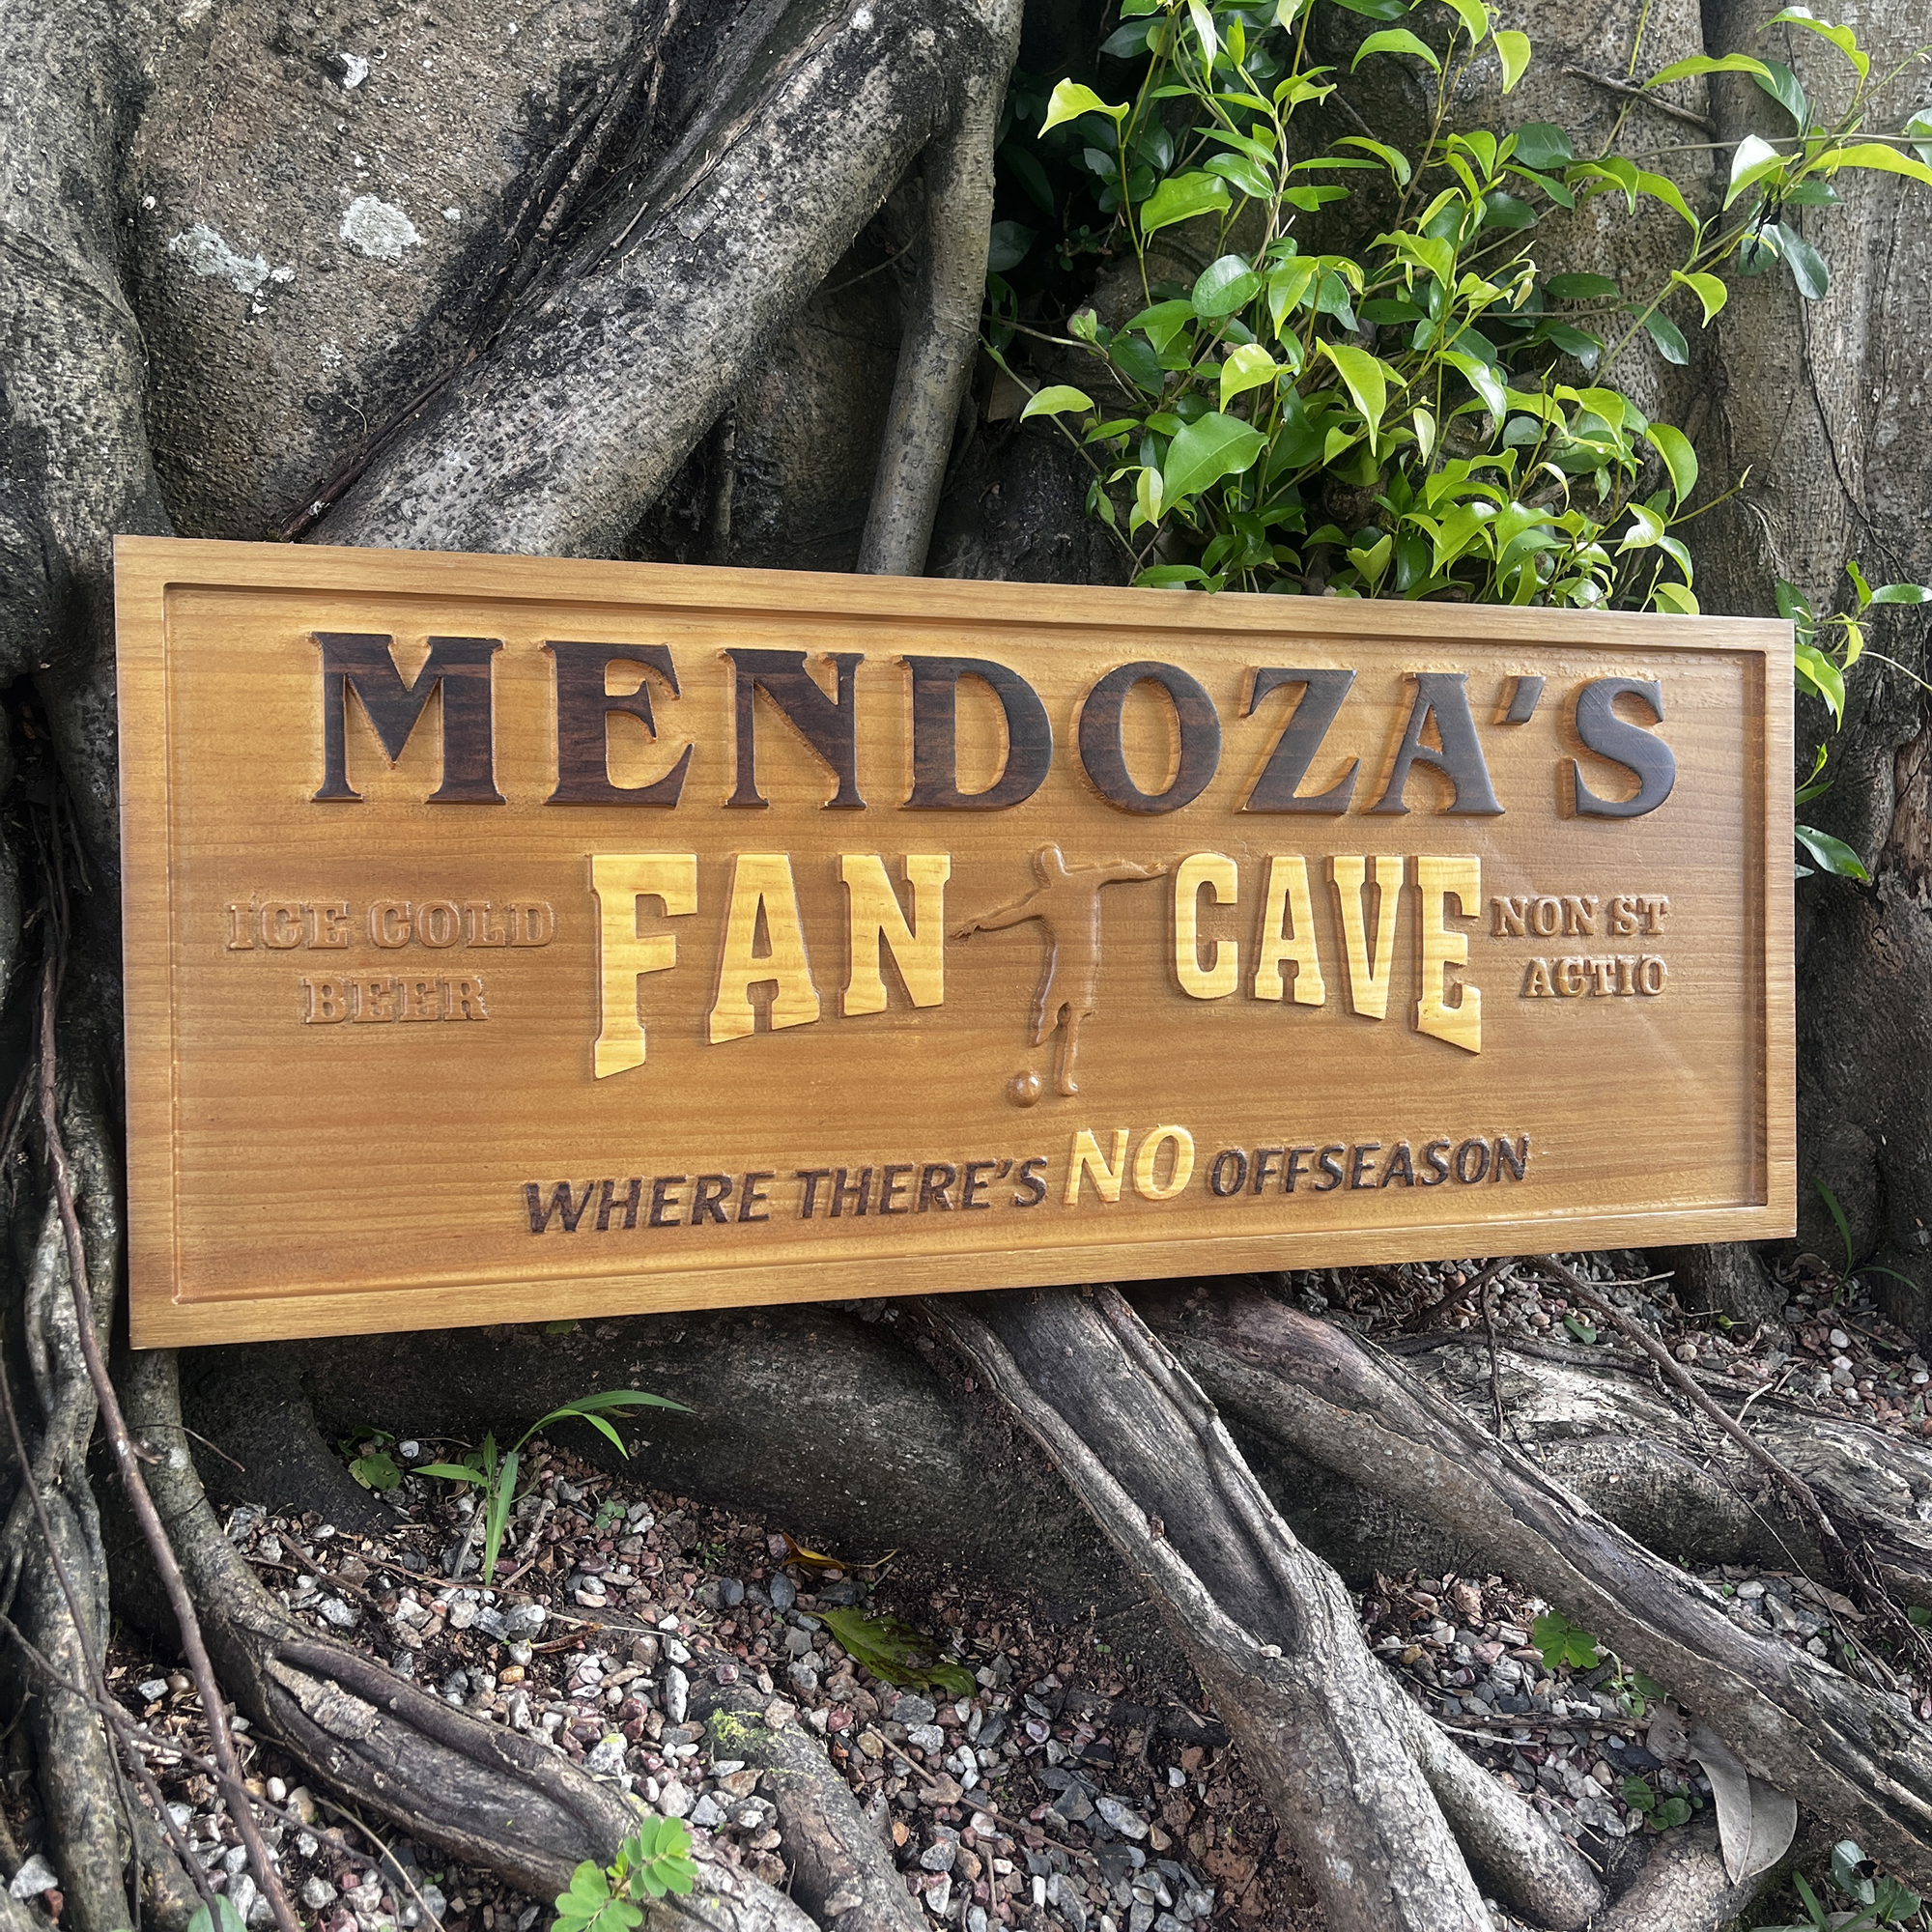 MENDOZA'S
FAN CAVE
ICE COLD
BEER
NON ST
ACTIO
WHERE THERE'S NO OFFSEASON